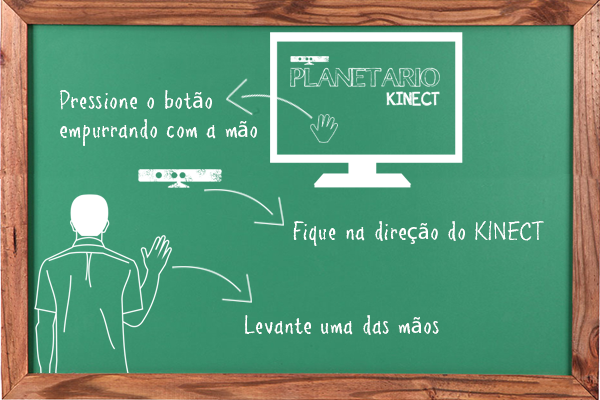 PLANETARIO
KINECT
Pressione o botão
empurrando com a mão
Fique na direção do KINECT
Levante uma das mãos